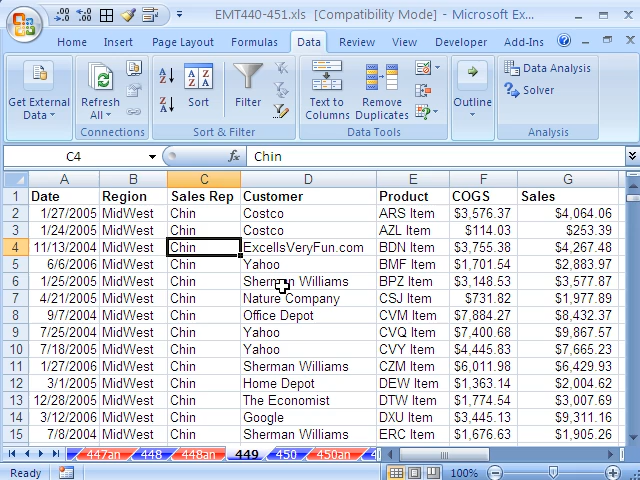 EMT440-451.xls [Compatibility Mode] - Microsoft Ex...
Home Insert Page Layout Formulas Data Review View Developer Add-Ins
Get External Data
Refresh All
Connections
Sort
Filter
Sort & Filter
Text to Columns
Remove Duplicates
Data Tools
Outline
Data Analysis
Solver
Analysis
C4 fx Chin
A B C D E F G
1 Date Region Sales Rep Customer Product COGS Sales
2 1/27/2005 MidWest Chin Costco ARS Item $3,576.37 $4,064.06
3 1/24/2005 MidWest Chin Costco AZL Item $114.03 $253.39
4 11/13/2004 MidWest Chin ExcelIsVeryFun.com BDN Item $3,755.38 $4,267.48
5 6/6/2006 MidWest Chin Yahoo BMF Item $1,701.54 $2,883.97
6 1/25/2005 MidWest Chin Sherman Williams BPZ Item $3,148.53 $3,577.87
7 4/21/2005 MidWest Chin Nature Company CSJ Item $731.82 $1,977.89
8 9/7/2004 MidWest Chin Office Depot CVM Item $7,884.27 $8,432.37
9 7/25/2004 MidWest Chin Yahoo CVQ Item $7,400.68 $9,867.57
10 7/18/2005 MidWest Chin Yahoo CVY Item $4,445.83 $7,665.23
11 1/27/2006 MidWest Chin Sherman Williams CZM Item $6,011.98 $6,429.93
12 3/1/2005 MidWest Chin Home Depot DEW Item $1,363.14 $2,004.62
13 12/28/2005 MidWest Chin The Economist DTW Item $1,774.54 $3,007.69
14 3/12/2006 MidWest Chin Google DXU Item $3,445.13 $9,311.16
15 7/8/2004 MidWest Chin Sherman Williams ERC Item $1,676.63 $1,905.26
447an 448 448an 449 450 450an
Ready 100%